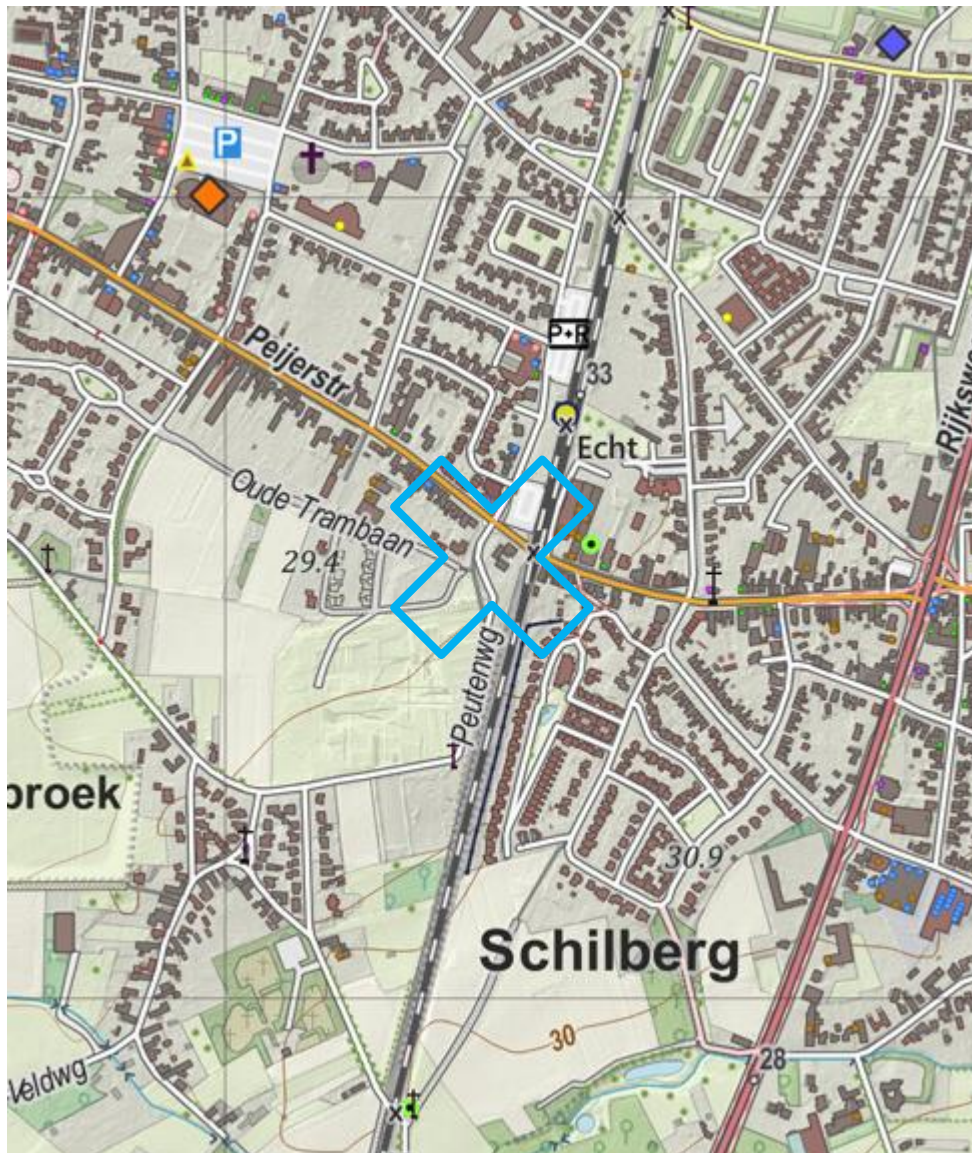 P
P+R
33
Peijerstr
Echt
Rijksw
Oude-Trambaan
29.4
Peutenwg
broek
30.9
Schilberg
30
28
Veldwg